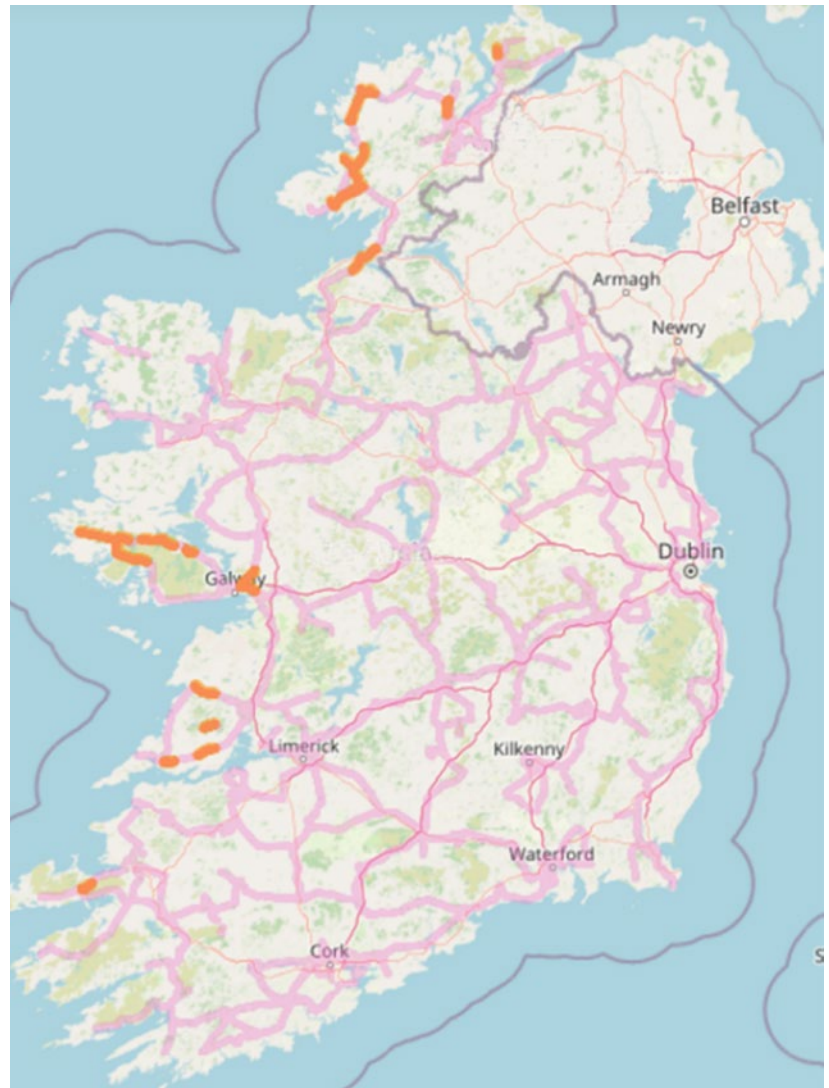 Belfast
Armagh
Newry
Dublin
Galway
Limerick
Kilkenny
Waterford
Cork
S